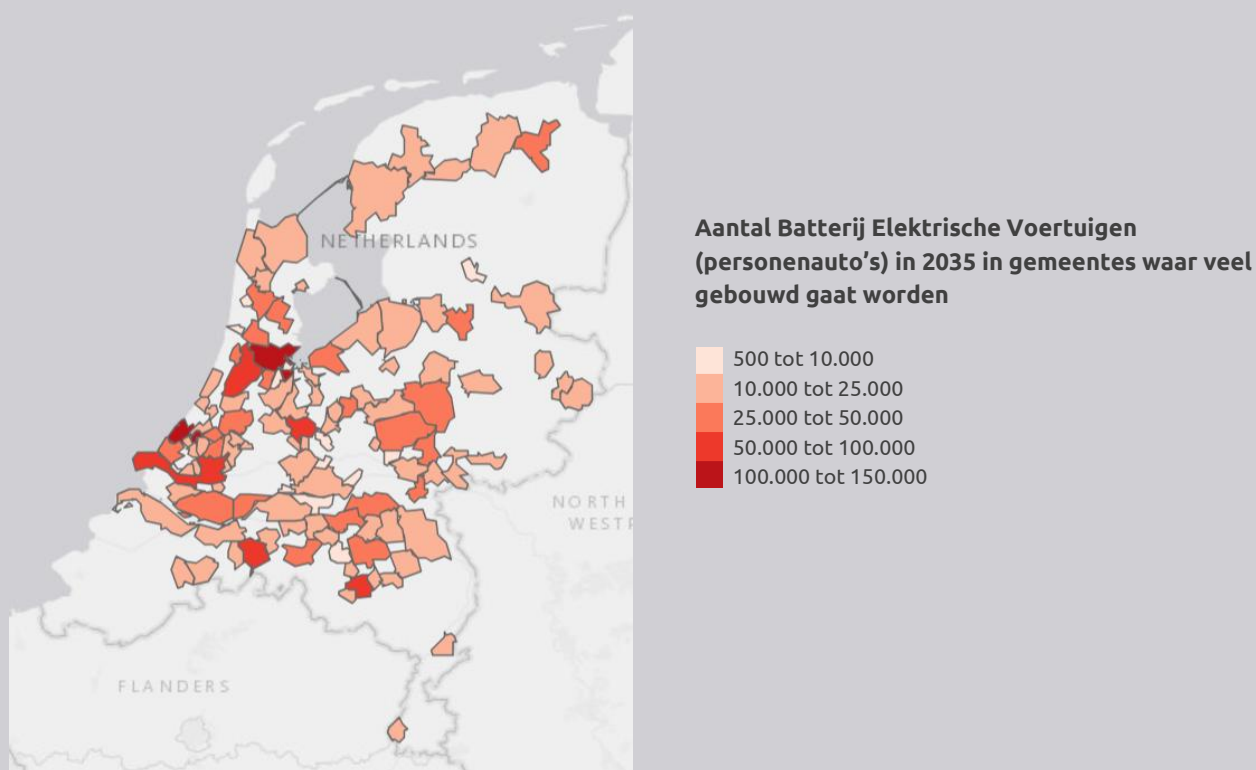 NETHERLANDS
NORTH
FLANDERS
Aantal Batterij Elektrische Voertuigen
(personenauto's) in 2035 in gemeentes waar veel
gebouwd gaat worden
500 tot 10.000
10.000 tot 25.000
25.000 tot 50.000
50.000 tot 100.000
100.000 tot 150.000